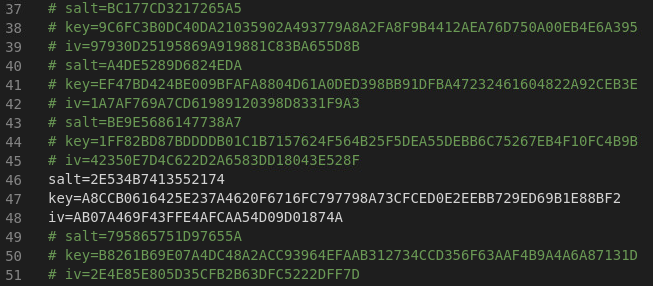 37 # salt=BC177CD3217265A5
38 # key=9C6FC3B0DC40DA21035902A493779A8A2FA8F9B4412AEA76D750A00EB4E6A395
39 # iv=97930D25195869A919881C83BA655D8B
40 # salt=A4DE5289D6824EDA
41 # key=EF47BD424BE009BFAFA8804D61A0DED398BB91DFBA47232461604822A92CEB3E
42 # iv=1A7AF769A7CD61989120398D8331F9A3
43 # salt=BE9E5686147738A7
44 # key=1FF82BD87BDDDDB01C1B7157624F564B25F5DEA55DEBB6C75267EB4F10FC4B9B
45 # iv=42350E7D4C622D2A6583DD18043E528F
46 salt=2E534B7413552174
47 key=A8CCB0616425E237A4620F6716FC797798A73CFCED0E2EEBB729ED69B1E88BF2
48 iv=AB07A469F43FFE4AFCAA54D09D01874A
49 # salt=795865751D97655A
50 # key=B8261B69E07A4DC48A2ACC93964EFAAB312734CCD356F63AAF4B9A4A6A87131D
51 # iv=2E4E85E805D35CFB2B63DFC5222DFF7D